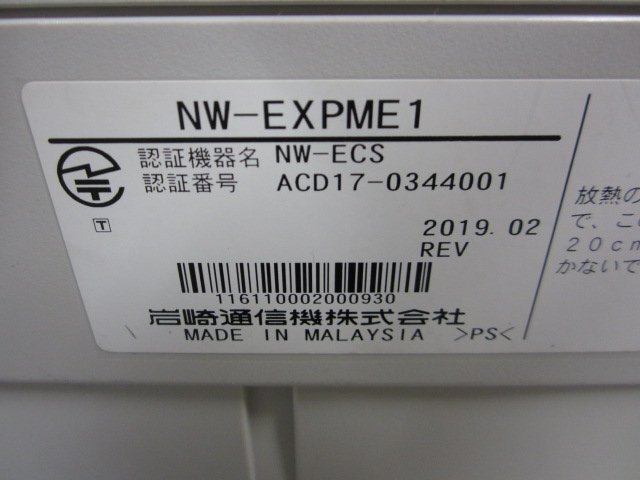 NW-EXPME1
認証機器名 NW-ECS
認証番号 ACD17-0344001
T
2019. 02
REV
116110002000930
岩崎通信機株式会社
MADE IN MALAYSIA >PS<
放熱の
で、こ
20cm
かないで